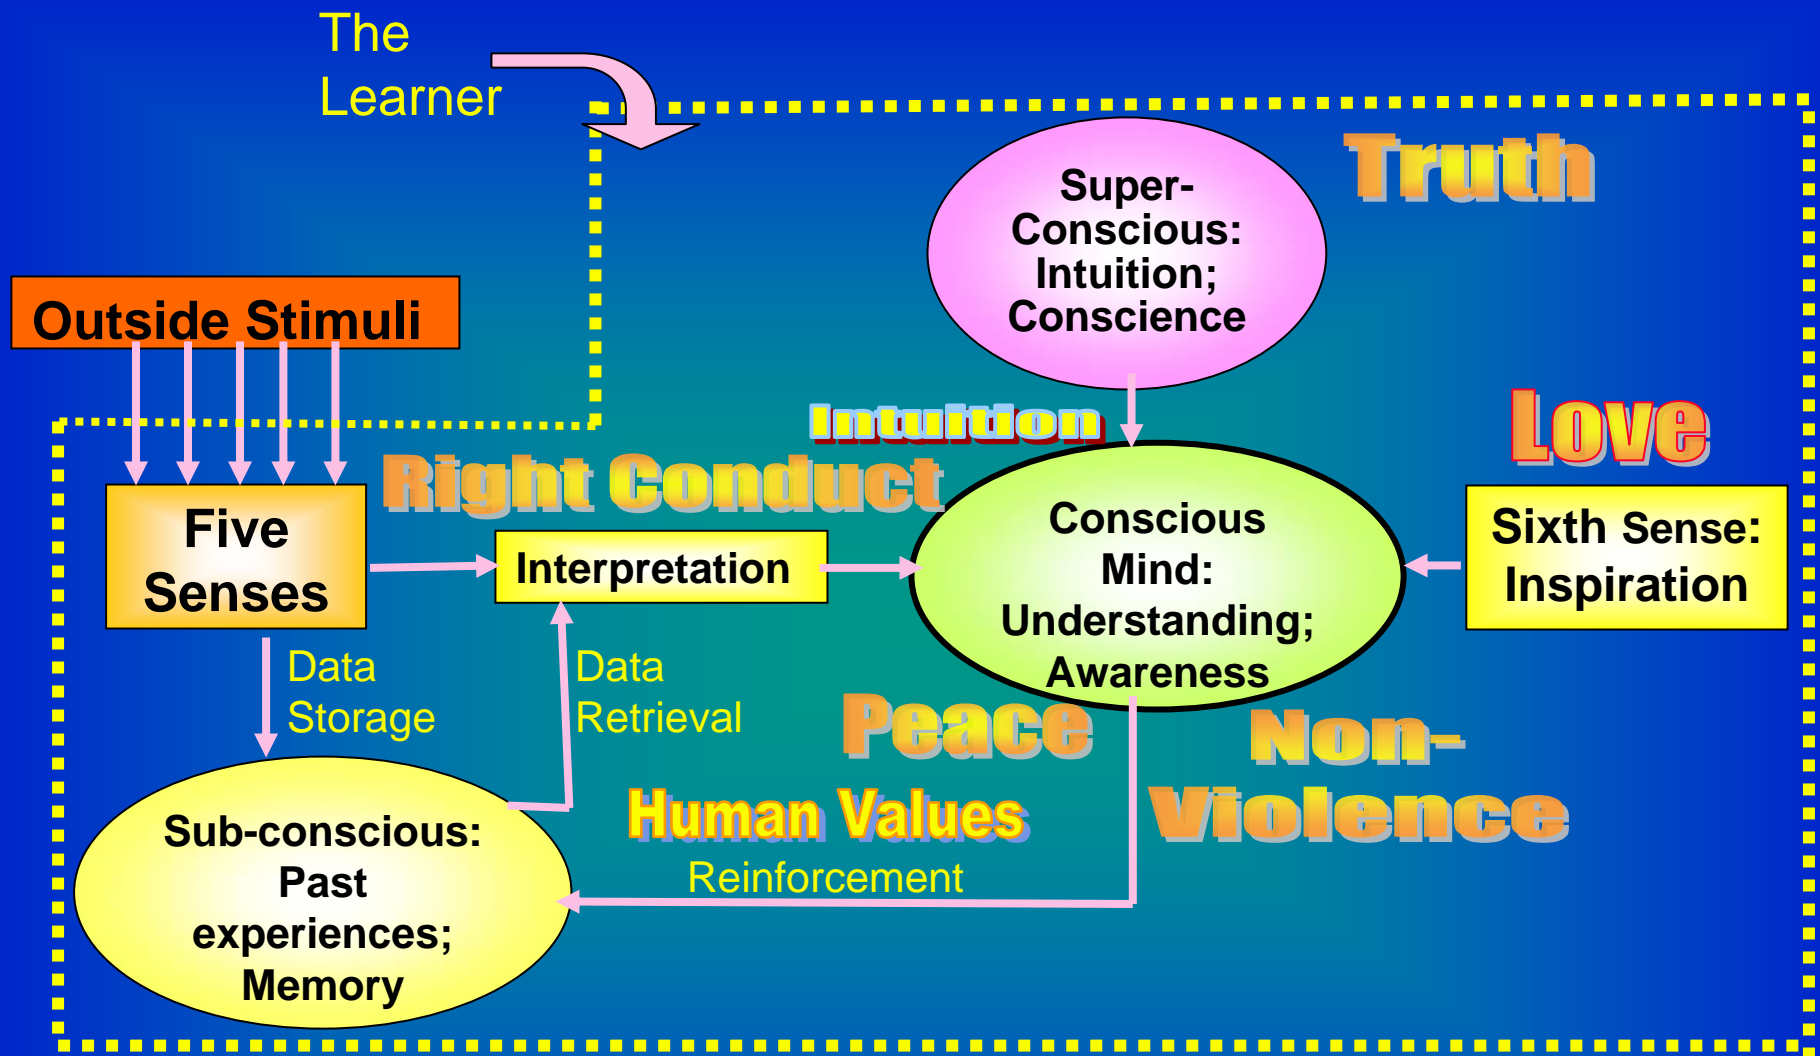 The
Learner
Truth
Super-
Conscious:
Intuition;
Conscience
Outside Stimuli
Intuition
Love
Right Conduct
Five
Senses
Interpretation
Conscious
Mind:
Understanding;
Awareness
Sixth Sense:
Inspiration
Data
Storage
Data
Retrieval
Peace
Non-
Violence
Human Values
Reinforcement
Sub-conscious:
Past
experiences;
Memory